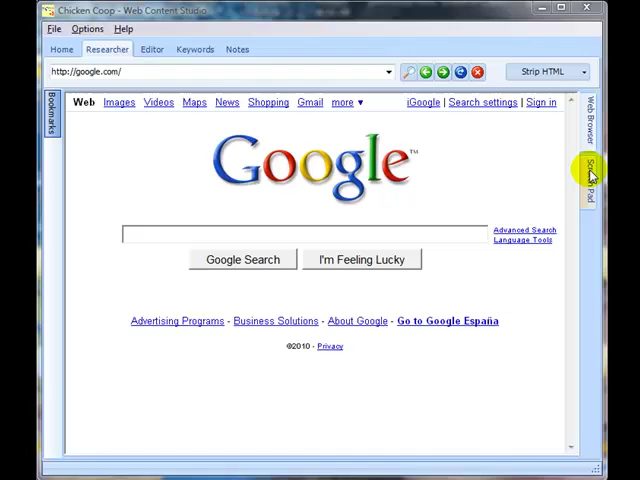 Chicken Coop - Web Content Studio
File Options Help
Home Researcher Editor Keywords Notes
http://google.com/ Strip HTML
Bookmarks
Web Images Videos Maps News Shopping Gmail more ▼ iGoogle | Search settings | Sign in
Web Browser
Google™
Pad
Advanced Search
Language Tools
Google Search I'm Feeling Lucky
Advertising Programs - Business Solutions - About Google - Go to Google España
©2010 - Privacy